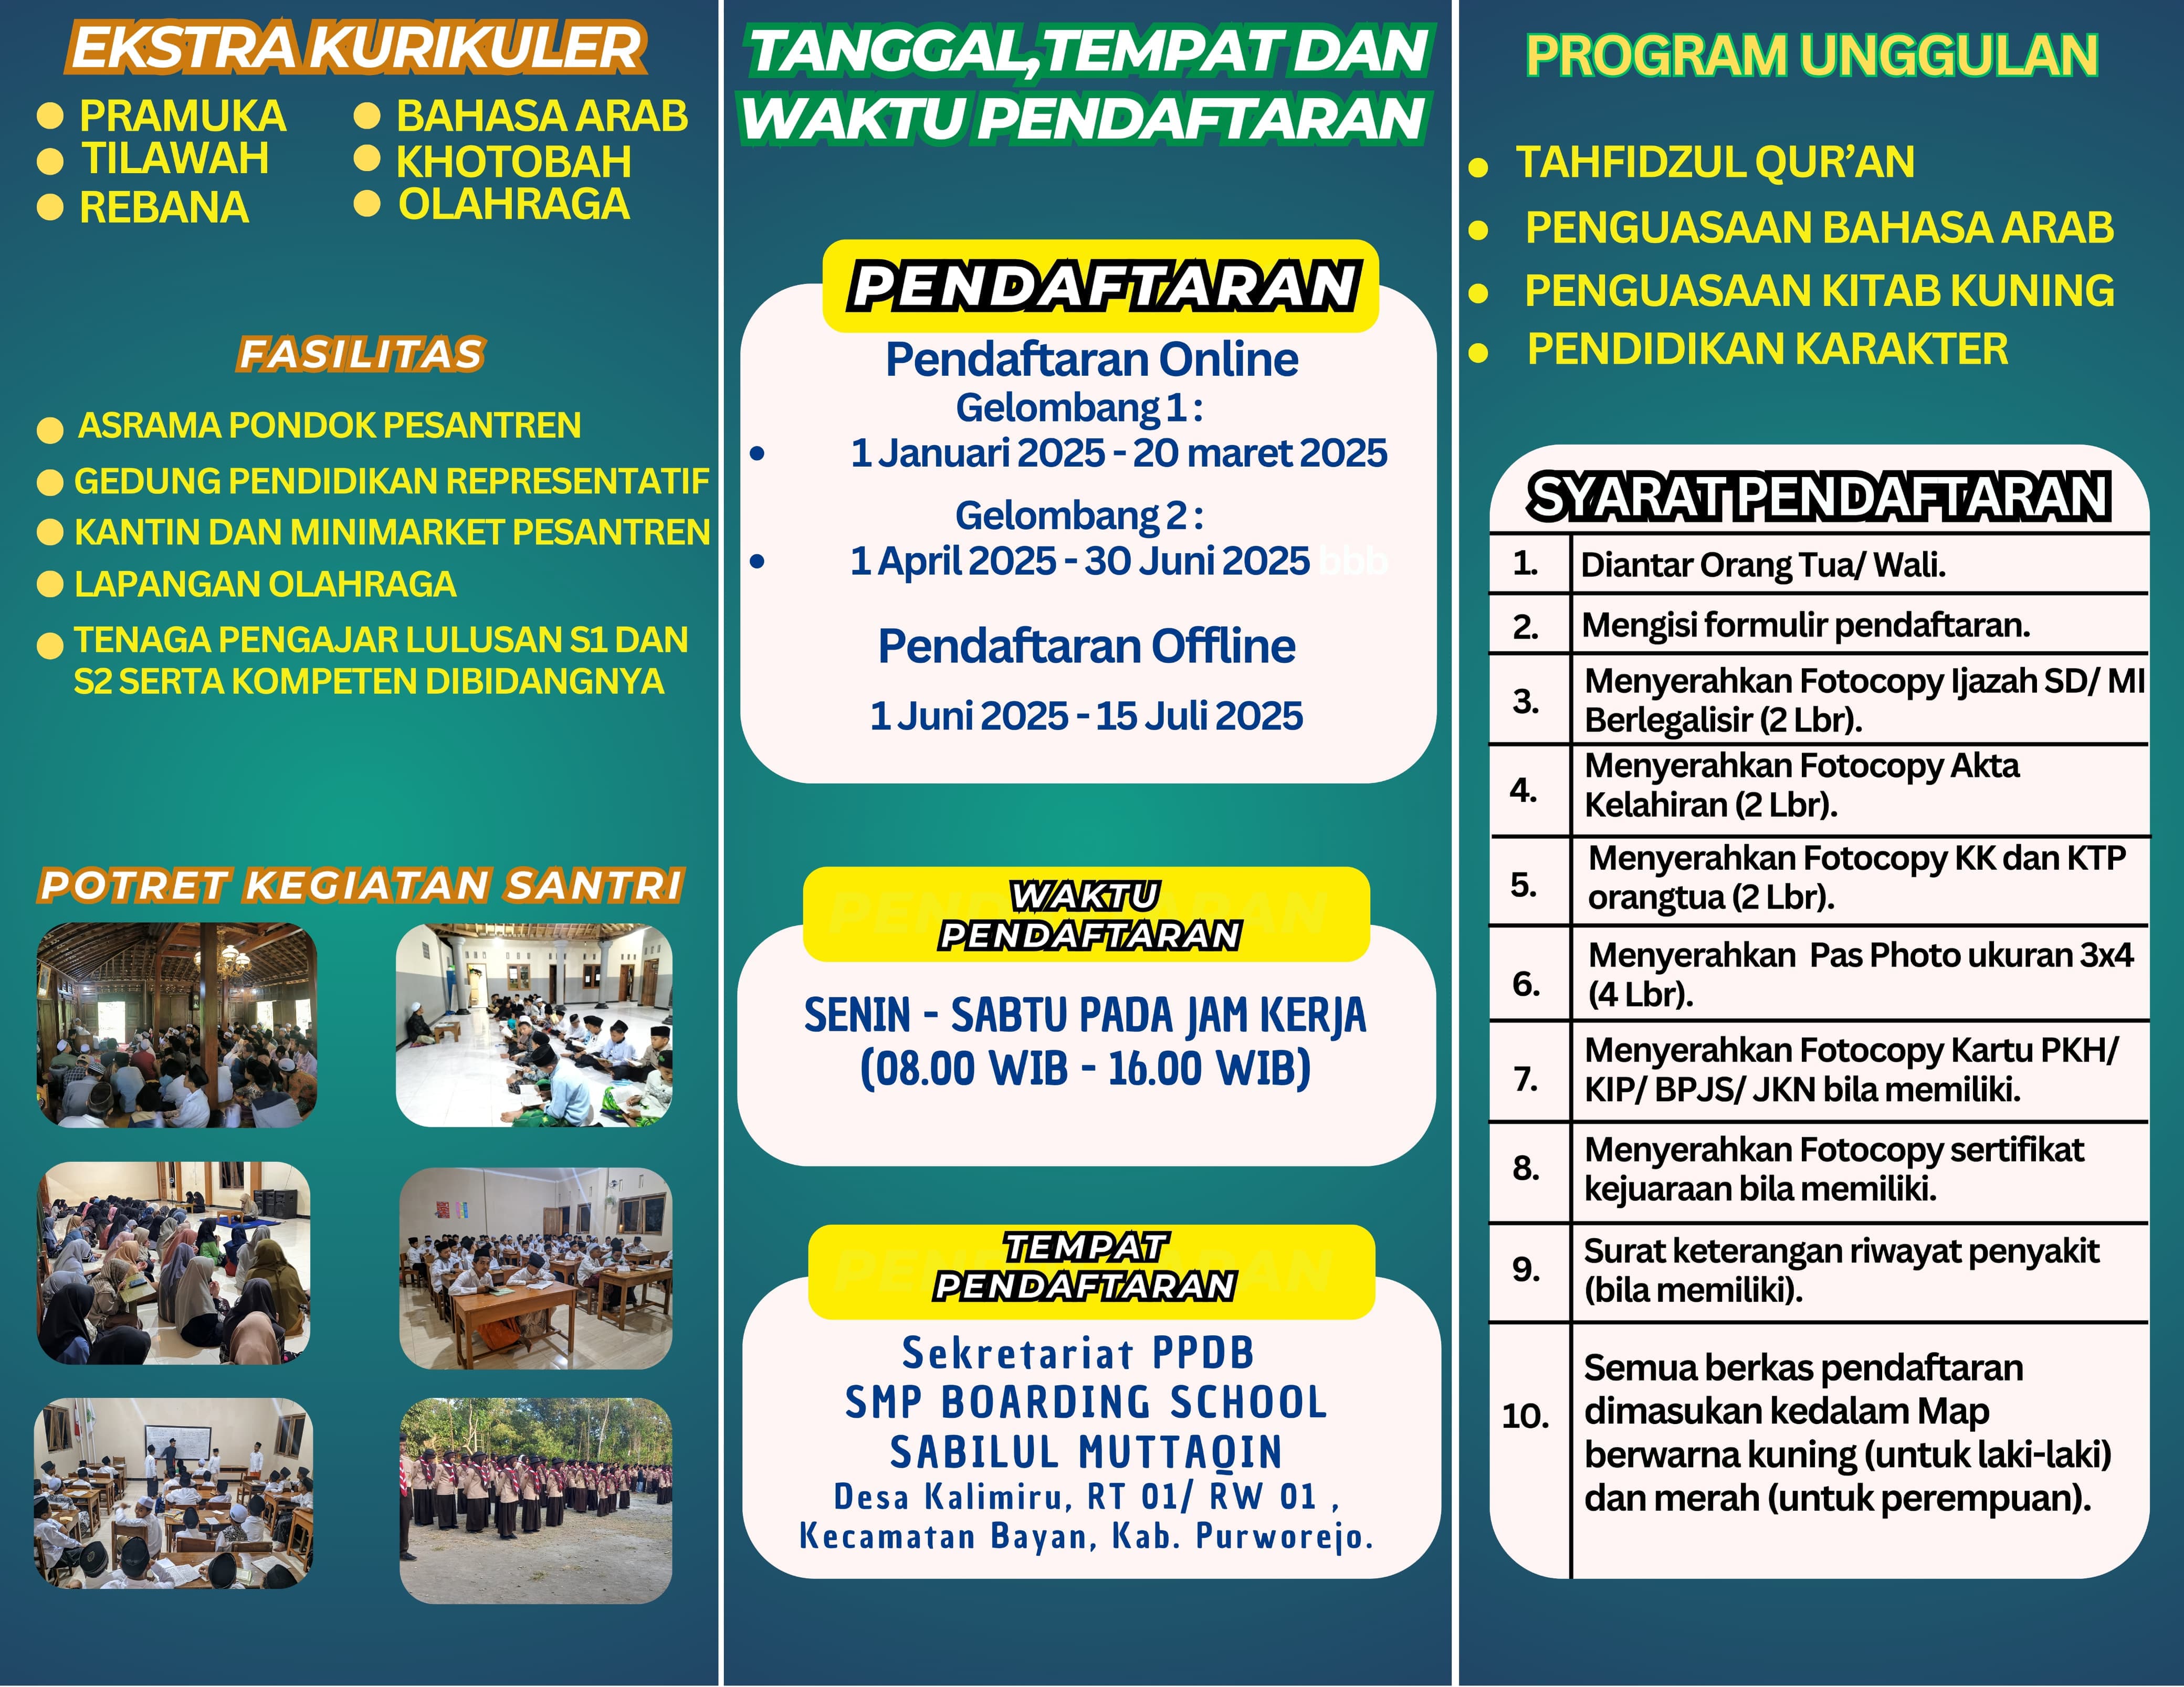 EKSTRA KURIKULER
PRAMUKA
TILAWAH
REBANA
BAHASA ARAB
KHOTOBAH
OLAHRAGA
FASILITAS
ASRAMA PONDOK PESANTREN
GEDUNG PENDIDIKAN REPRESENTATIF
KANTIN DAN MINIMARKET PESANTREN
LAPANGAN OLAHRAGA
TENAGA PENGAJAR LULUSAN S1 DAN
S2 SERTA KOMPETEN DIBIDANGNYA
POTRET KEGIATAN SANTRI
TANGGAL,TEMPAT DAN
WAKTU PENDAFTARAN
PENDAFTARAN
Pendaftaran Online
Gelombang 1 :
• 1 Januari 2025 - 20 maret 2025
Gelombang 2 :
• 1 April 2025 - 30 Juni 2025 bbb
Pendaftaran Offline
1 Juni 2025 - 15 Juli 2025
WAKTU
PENDAFTARAN
SENIN - SABTU PADA JAM KERJA
(08.00 WIB - 16.00 WIB)
TEMPAT
PENDAFTARAN
Sekretariat PPDB
SMP BOARDING SCHOOL
SABILUL MUTTAQIN
Desa Kalimiru, RT 01/ RW 01 ,
Kecamatan Bayan, Kab. Purworejo.
PROGRAM UNGGULAN
• TAHFIDZUL QUR’AN
• PENGUASAAN BAHASA ARAB
• PENGUASAAN KITAB KUNING
• PENDIDIKAN KARAKTER
SYARAT PENDAFTARAN
1. Diantar Orang Tua/ Wali.
2. Mengisi formulir pendaftaran.
3. Menyerahkan Fotocopy Ijazah SD/ MI
Berlegalisir (2 Lbr).
4. Menyerahkan Fotocopy Akta
Kelahiran (2 Lbr).
5. Menyerahkan Fotocopy KK dan KTP
orangtua (2 Lbr).
6. Menyerahkan Pas Photo ukuran 3x4
(4 Lbr).
7. Menyerahkan Fotocopy Kartu PKH/
KIP/ BPJS/ JKN bila memiliki.
8. Menyerahkan Fotocopy sertifikat
kejuaraan bila memiliki.
9. Surat keterangan riwayat penyakit
(bila memiliki).
10. Semua berkas pendaftaran
dimasukan kedalam Map
berwarna kuning (untuk laki-laki)
dan merah (untuk perempuan).